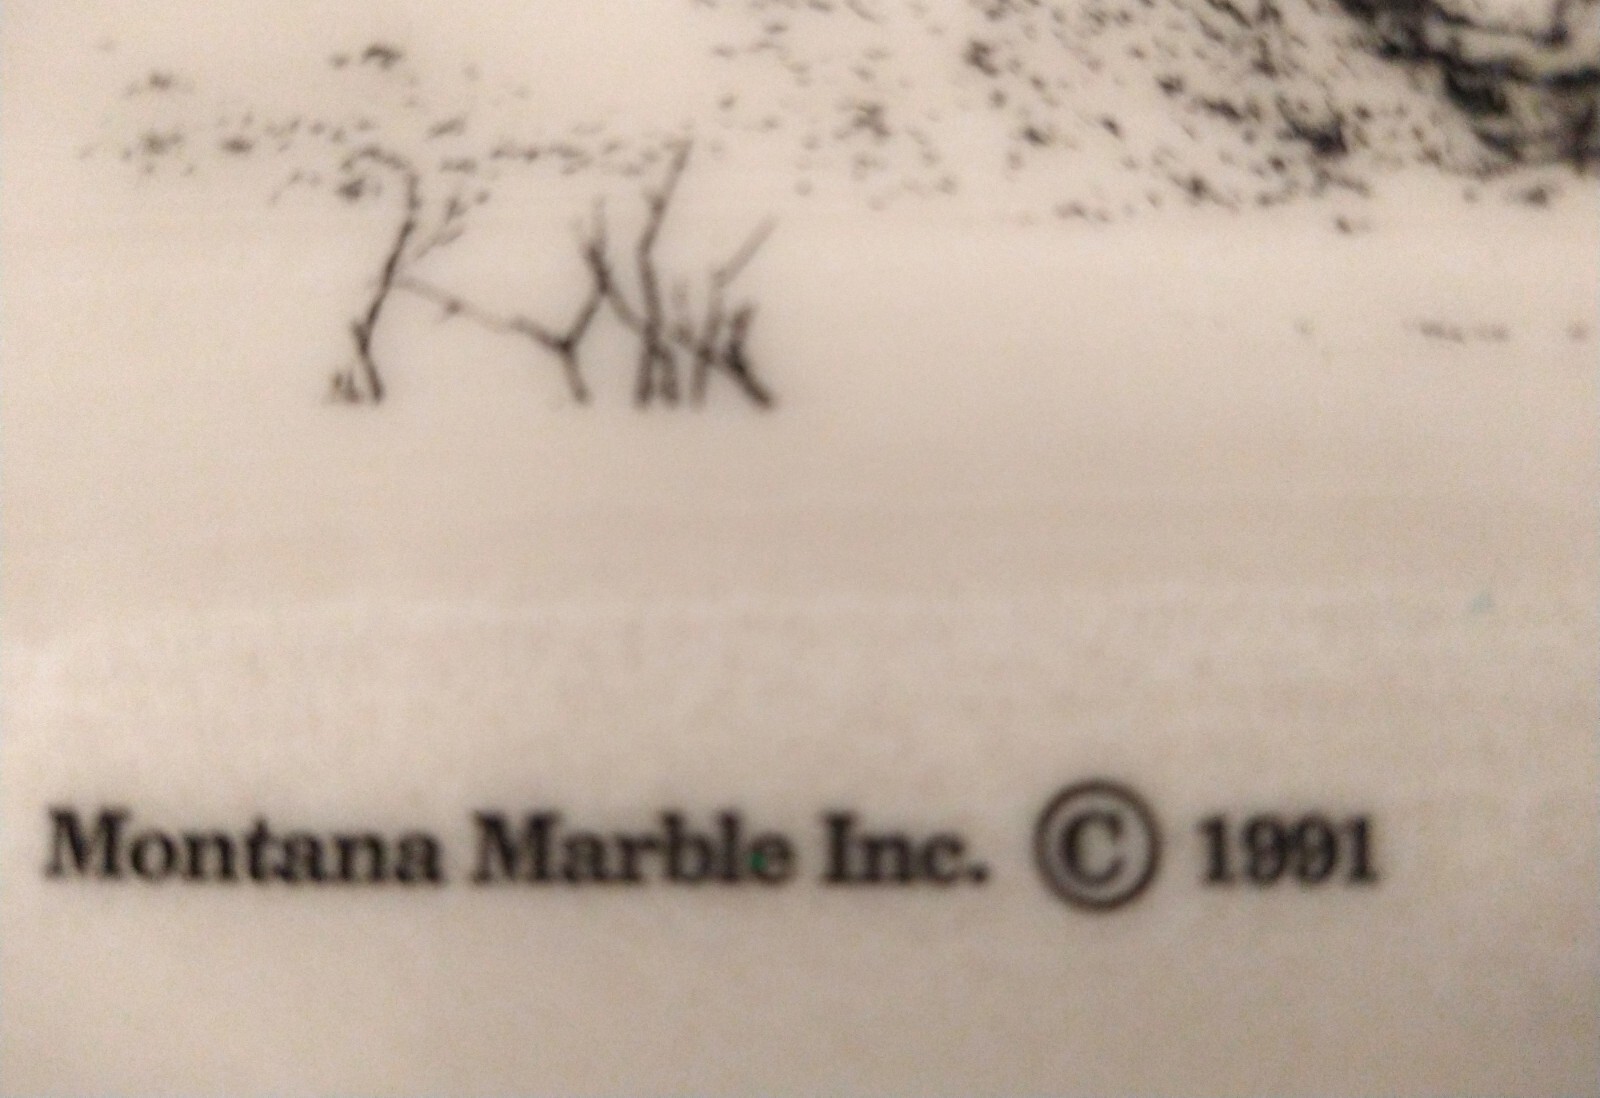 Montana Marble Inc. © 1991